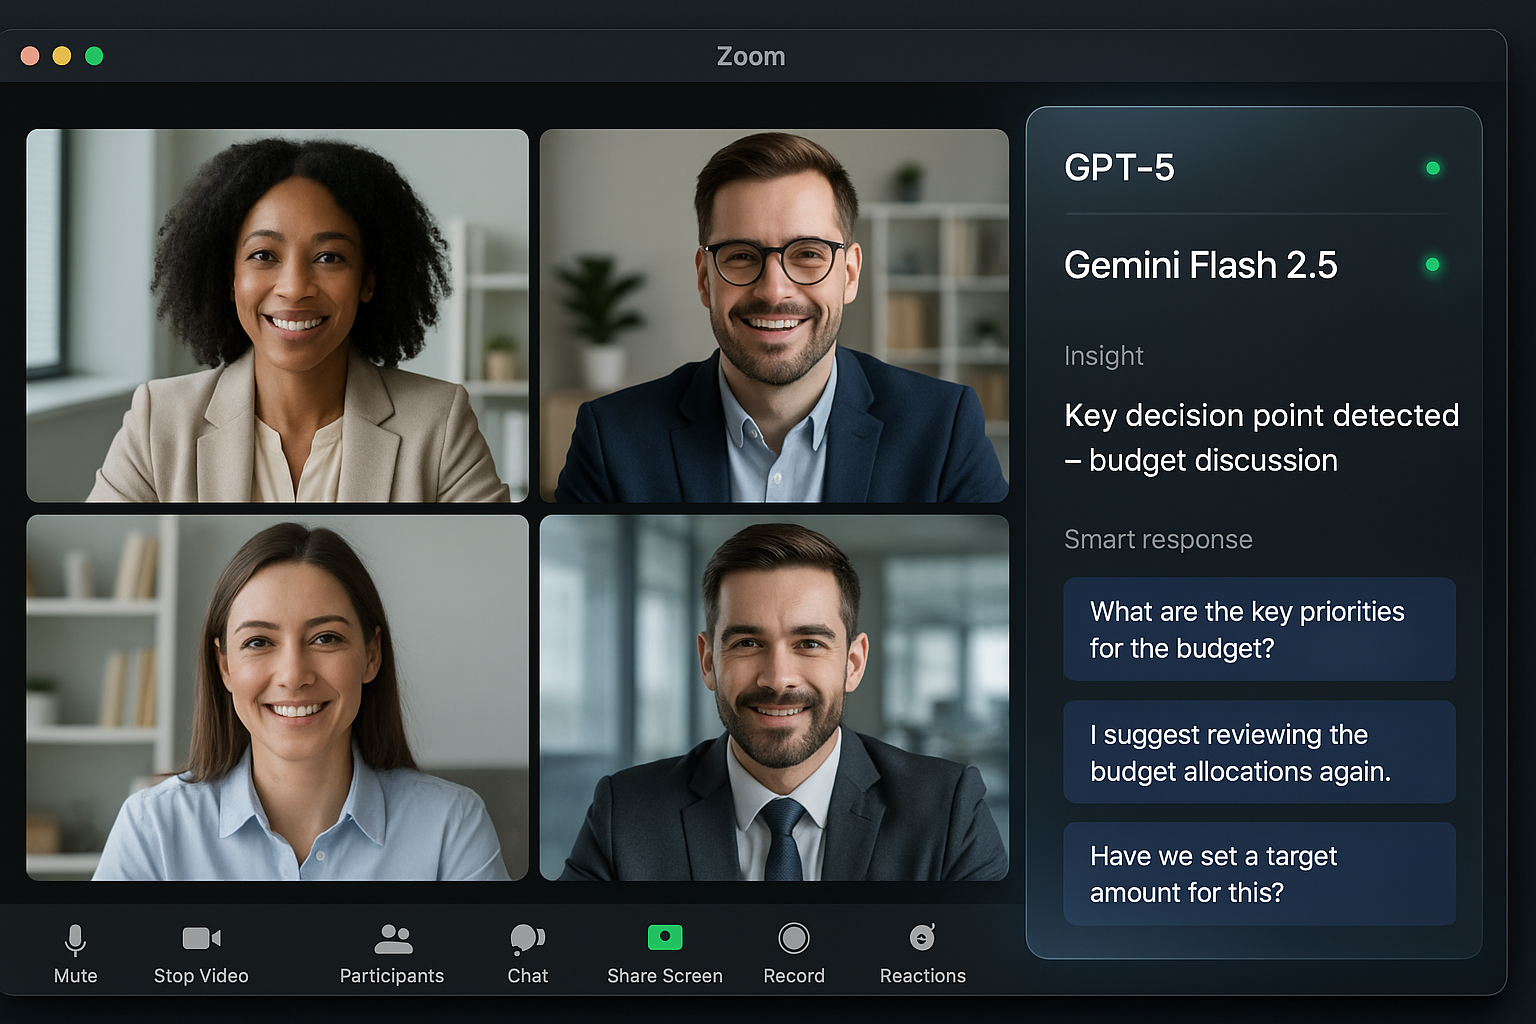 Zoom
GPT-5
Gemini Flash 2.5
Insight
Key decision point detected
– budget discussion
Smart response
What are the key priorities
for the budget?
I suggest reviewing the
budget allocations again.
Have we set a target
amount for this?
Mute
Stop Video
Participants
Chat
Share Screen
Record
Reactions